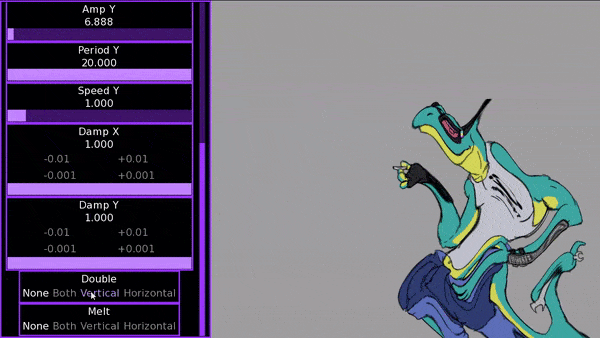 Amp Y
6.888
Period Y
20.000
Speed Y
1.000
Damp X
1.000
-0.01 +0.01
-0.001 +0.001
Damp Y
1.000
-0.01 +0.01
-0.001 +0.001
Double
None Both Vertical Horizontal
Melt
None Both Vertical Horizontal